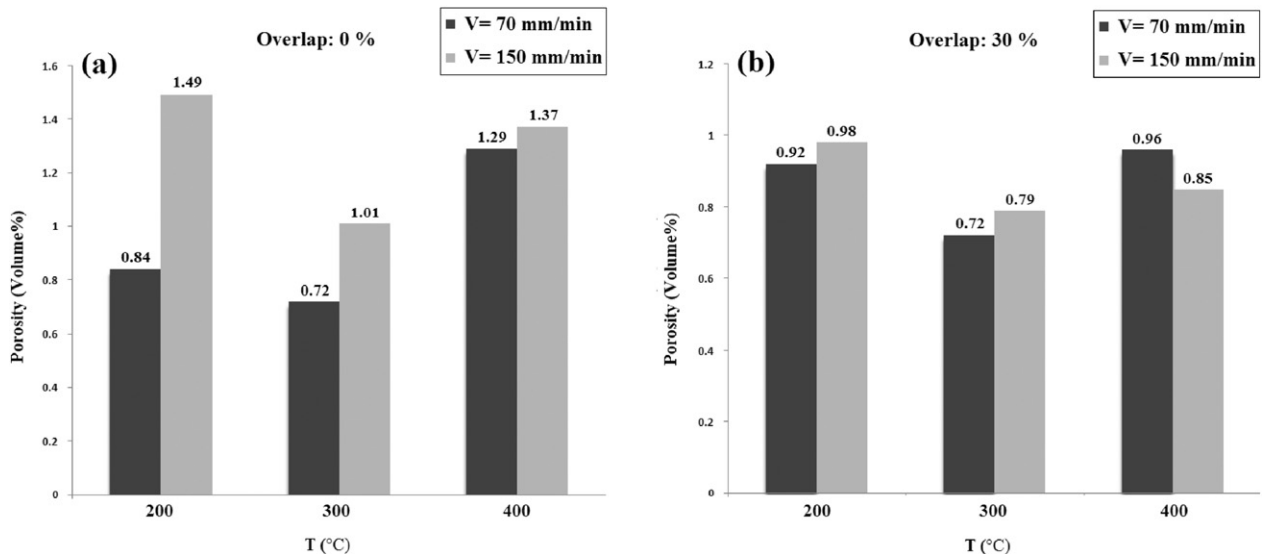 (a)
Overlap: 0 %
V= 70 mm/min
V= 150 mm/min
Porosity (Volume%)
1.6
1.4
1.2
1
0.8
0.6
0.4
0.2
0
0.84
1.49
0.72
1.01
1.29
1.37
200
300
400
T (°C)
(b)
Overlap: 30 %
V= 70 mm/min
V= 150 mm/min
Porosity (Volume%)
1.2
1
0.8
0.6
0.4
0.2
0
0.92
0.98
0.72
0.79
0.96
0.85
200
300
400
T (°C)